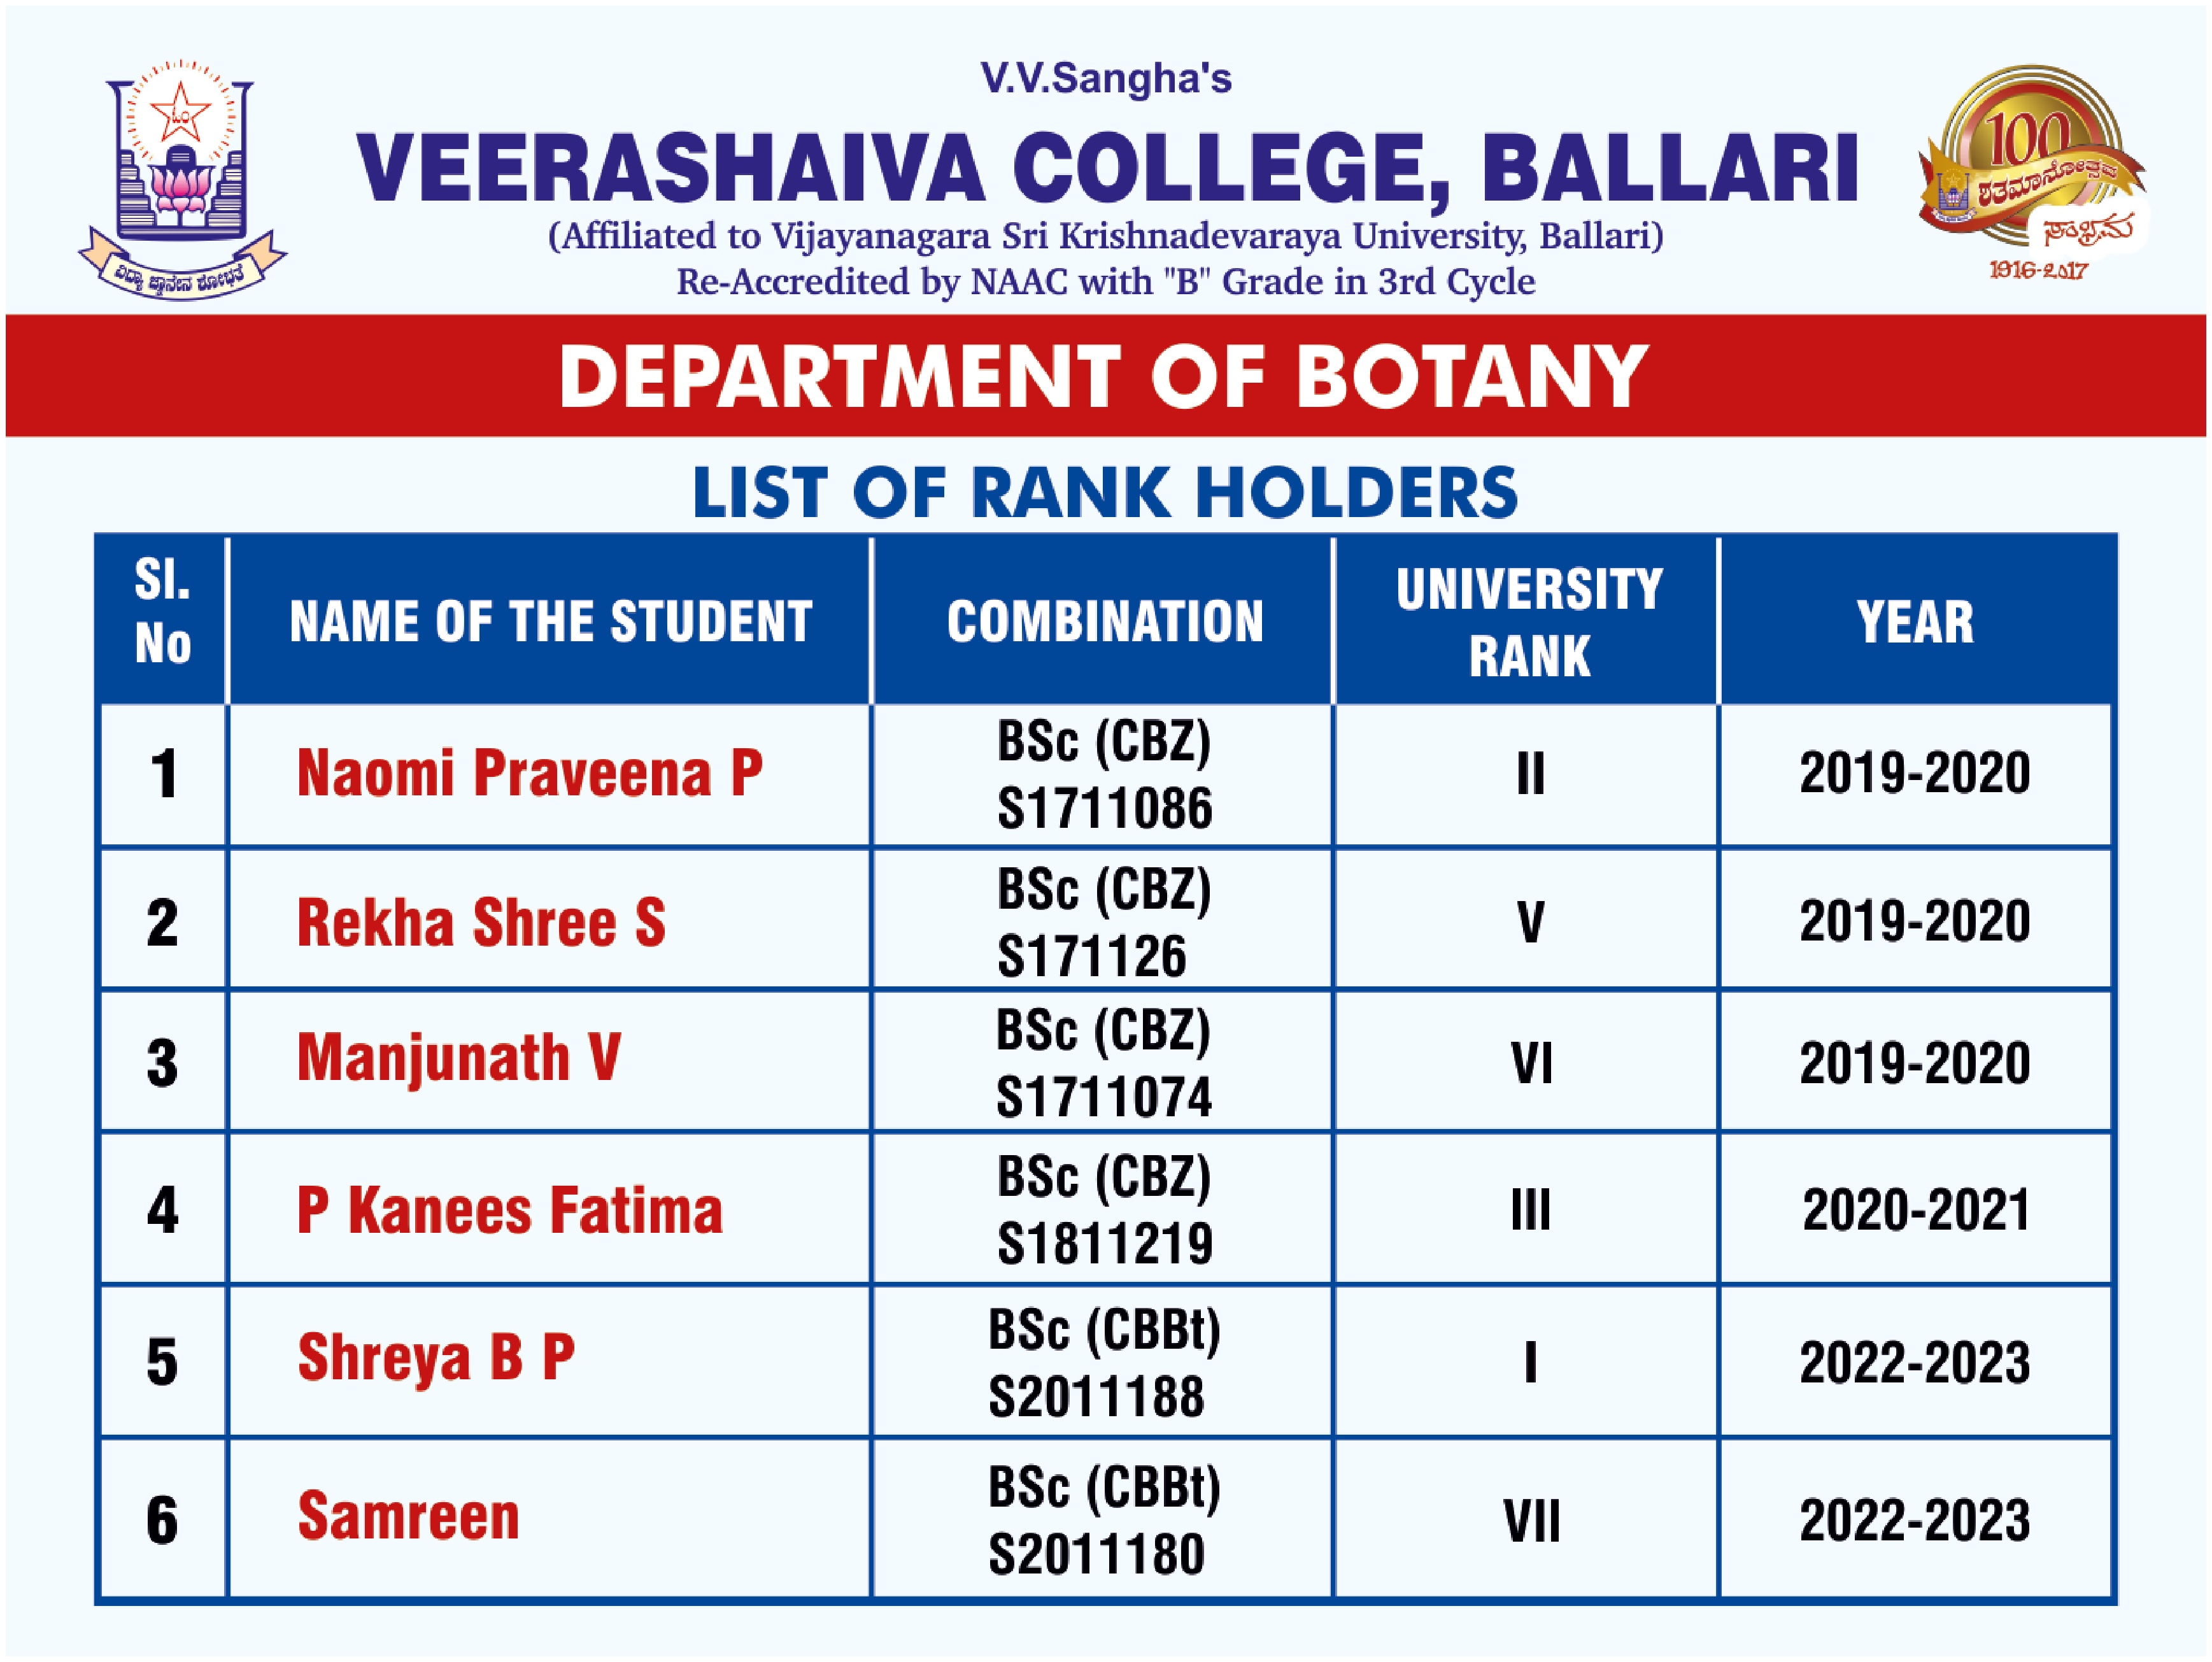 V.V.Sangha's
VEERASHAIVA COLLEGE, BALLARI
(Affiliated to Vijayanagara Sri Krishnadevaraya University, Ballari)
Re-Accredited by NAAC with "B" Grade in 3rd Cycle
ಓಂ
ವಿದ್ಯಾ ಜ್ಞಾನೇನ ಶೋಭತೆ
100
ಶತಮಾನೋತ್ಸವ
ಸಂಭ್ರಮ
1916-2017
DEPARTMENT OF BOTANY
LIST OF RANK HOLDERS
Sl. No NAME OF THE STUDENT COMBINATION UNIVERSITY RANK YEAR
1 Naomi Praveena P BSc (CBZ) S1711086 II 2019-2020
2 Rekha Shree S BSc (CBZ) S171126 V 2019-2020
3 Manjunath V BSc (CBZ) S1711074 VI 2019-2020
4 P Kanees Fatima BSc (CBZ) S1811219 III 2020-2021
5 Shreya B P BSc (CBBt) S2011188 I 2022-2023
6 Samreen BSc (CBBt) S2011180 VII 2022-2023